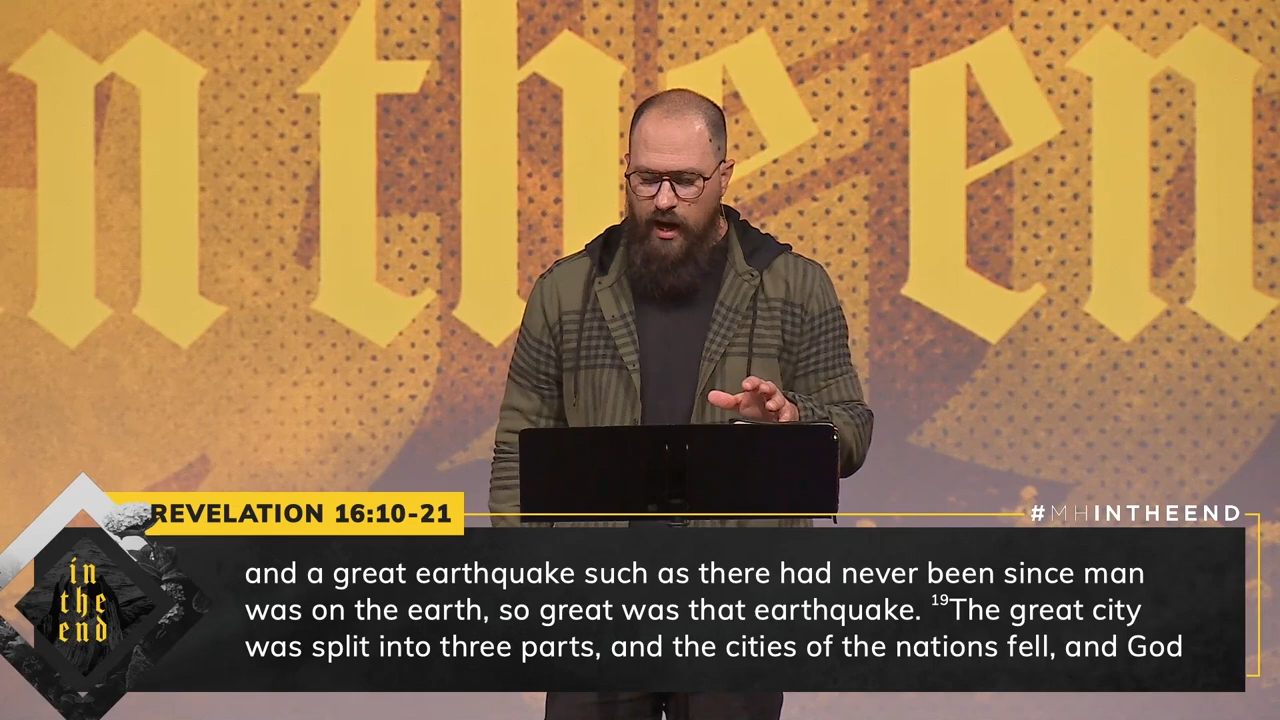 n the en
REVELATION 16:10-21
#MHINTHEEND
in
the
end
and a great earthquake such as there had never been since man
was on the earth, so great was that earthquake. ¹⁹The great city
was split into three parts, and the cities of the nations fell, and God